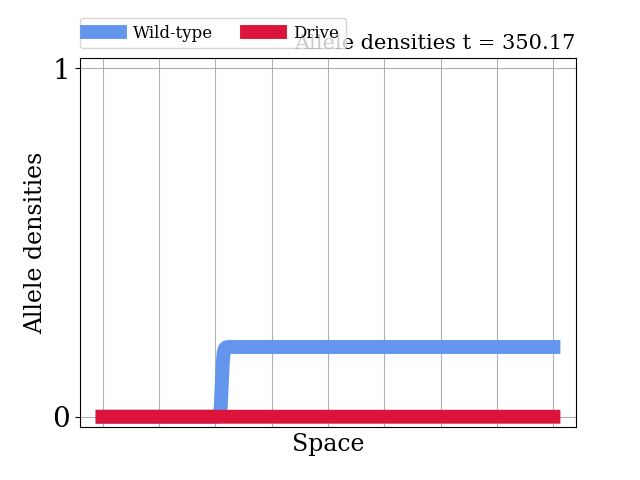 Wild-type Drive
Allele densities t = 350.17
1
Allele densities
0
Space